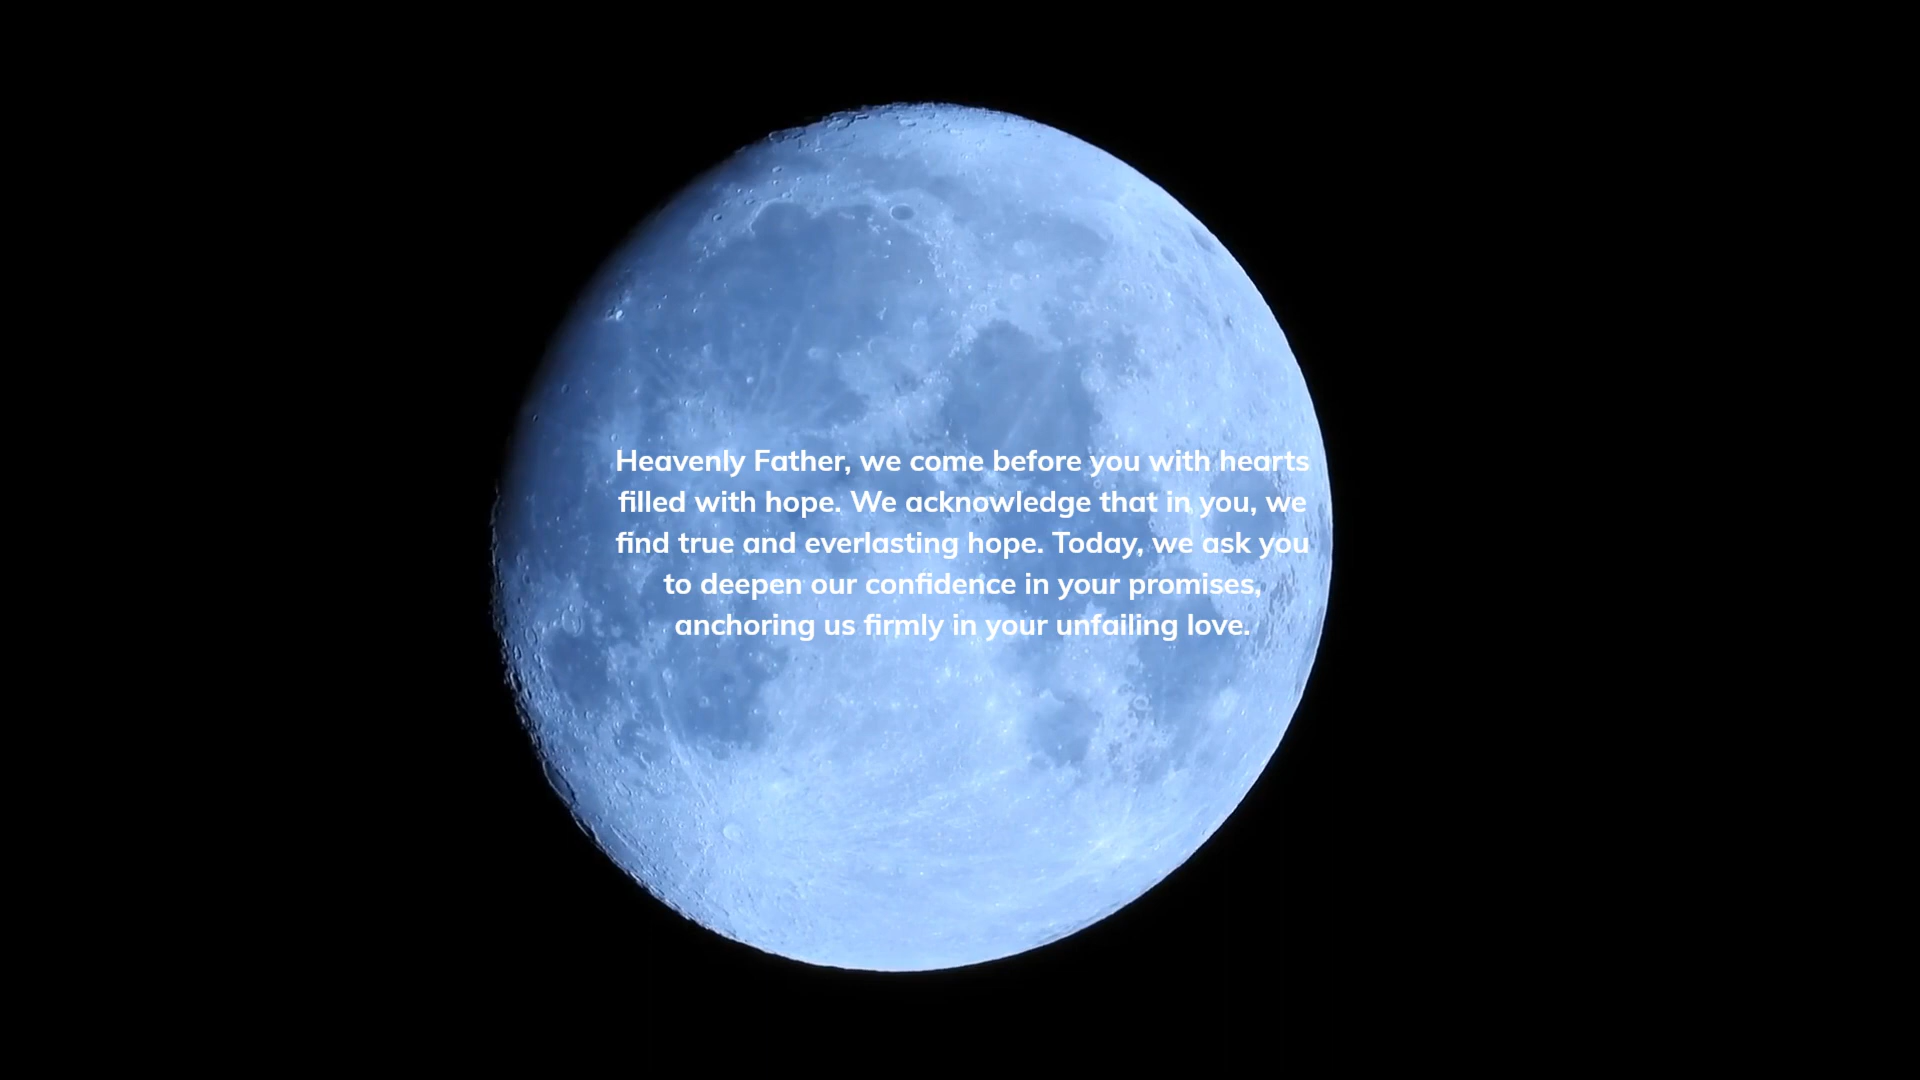 Heavenly Father, we come before you with hearts
filled with hope. We acknowledge that in you, we
find true and everlasting hope. Today, we ask you
to deepen our confidence in your promises,
anchoring us firmly in your unfailing love.